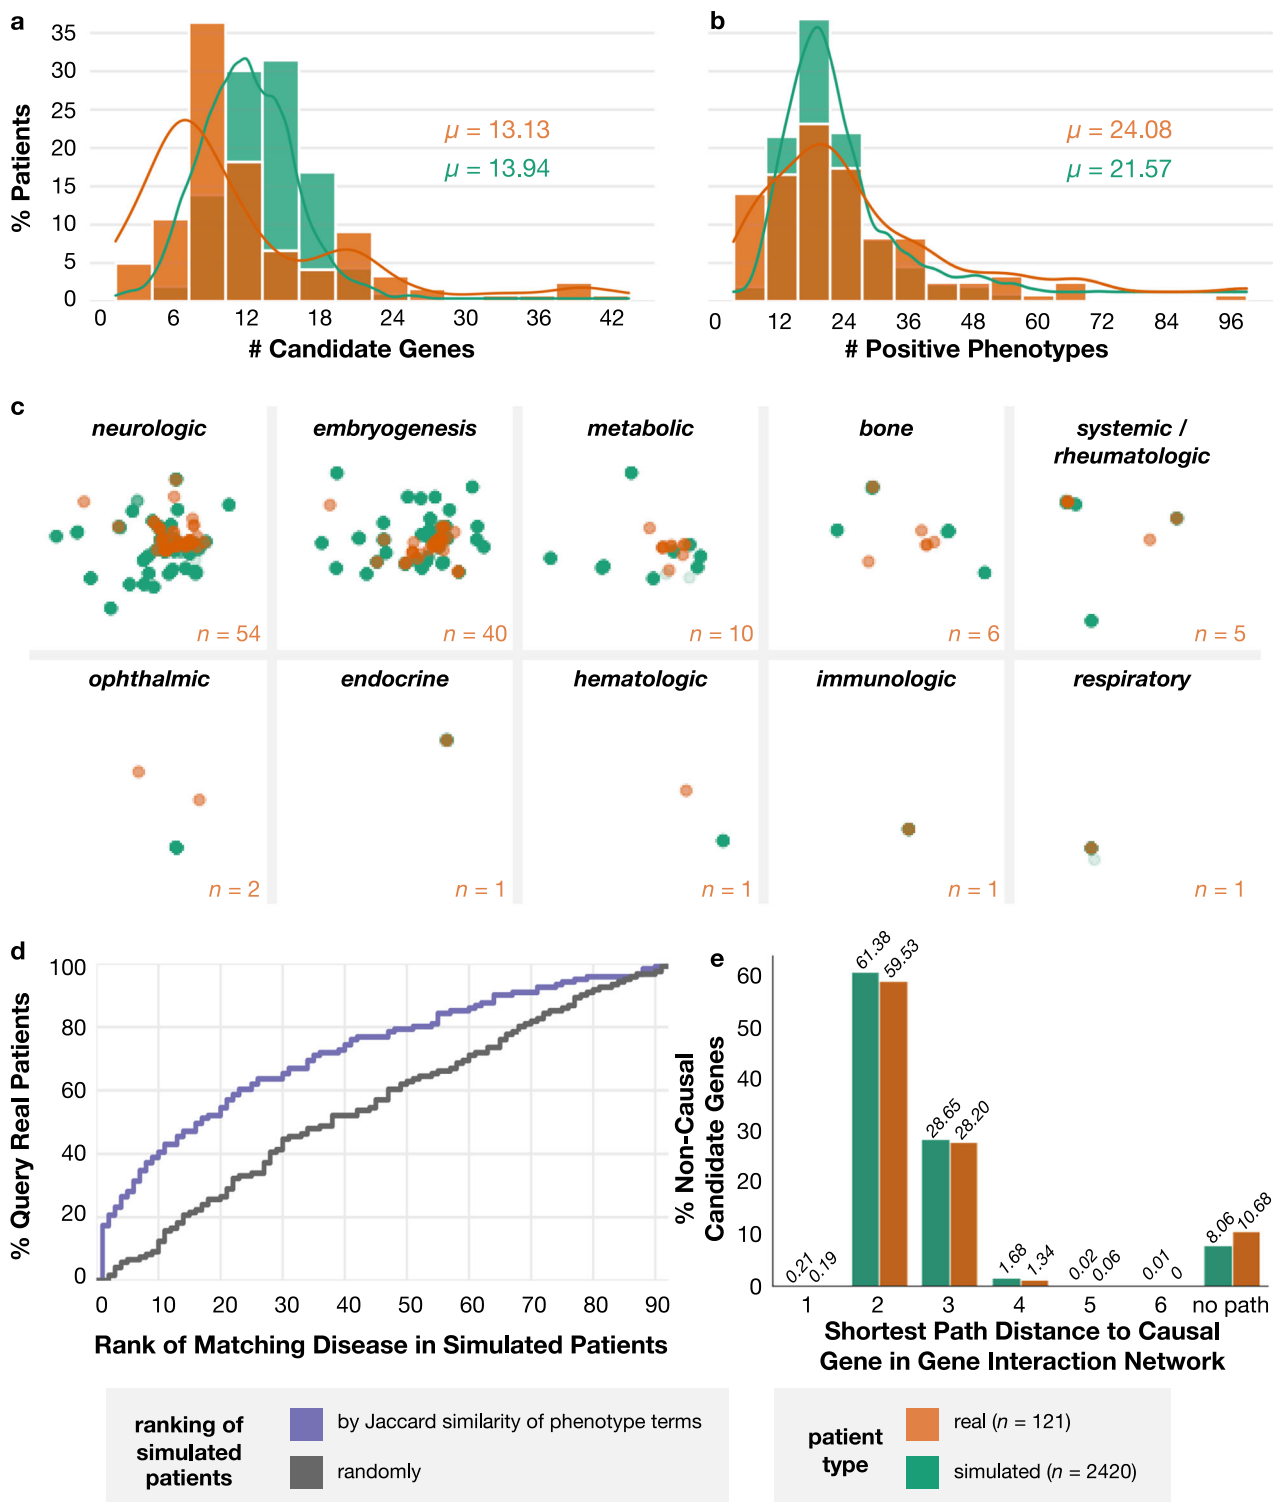 a
% Patients
35
30
25
20
15
10
5
0
μ = 13.13
μ = 13.94
0 6 12 18 24 30 36 42
# Candidate Genes
b
μ = 24.08
μ = 21.57
0 12 24 36 48 60 72 84 96
# Positive Phenotypes
c
neurologic
n = 54
embryogenesis
n = 40
metabolic
n = 10
bone
n = 6
systemic /
rheumatologic
n = 5
ophthalmic
n = 2
endocrine
n = 1
hematologic
n = 1
immunologic
n = 1
respiratory
n = 1
d
% Query Real Patients
100
80
60
40
20
0
0 10 20 30 40 50 60 70 80 90
Rank of Matching Disease in Simulated Patients
e
% Non-Causal
Candidate Genes
60
50
40
30
20
10
0
0.21 0.19
61.38 59.53
28.65 28.20
1.68 1.34
0.02 0.06
0.01 0
8.06 10.68
1 2 3 4 5 6 no path
Shortest Path Distance to Causal
Gene in Gene Interaction Network
ranking of
simulated
patients
by Jaccard similarity of phenotype terms
randomly
patient
type
real (n = 121)
simulated (n = 2420)